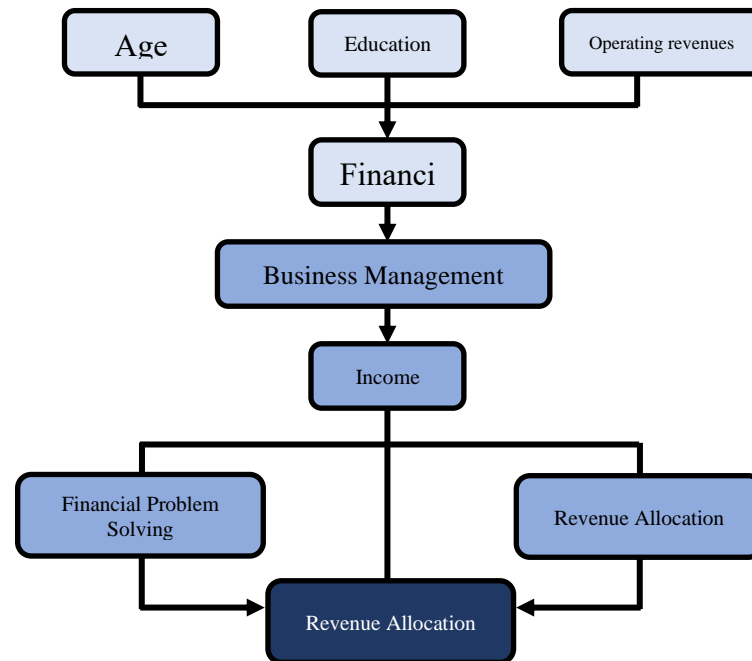 Age
Education
Operating revenues
Financi
Business Management
Income
Financial Problem
Solving
Revenue Allocation
Revenue Allocation